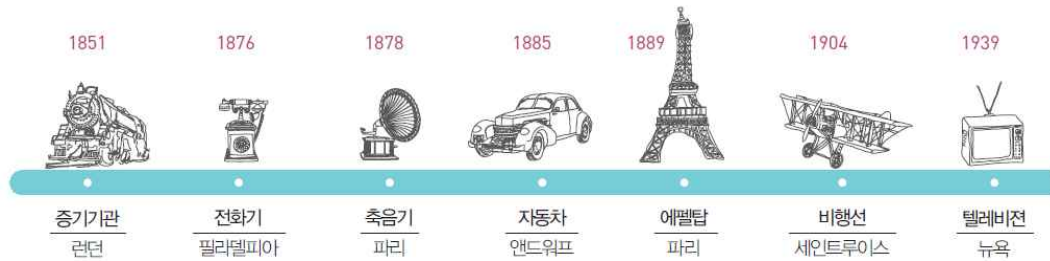 1851 1876 1878 1885 1889 1904 1939
증기기관 전화기 축음기 자동차 에펠탑 비행선 텔레비젼
런던 필라델피아 파리 앤드워프 파리 세인트루이스 뉴욕